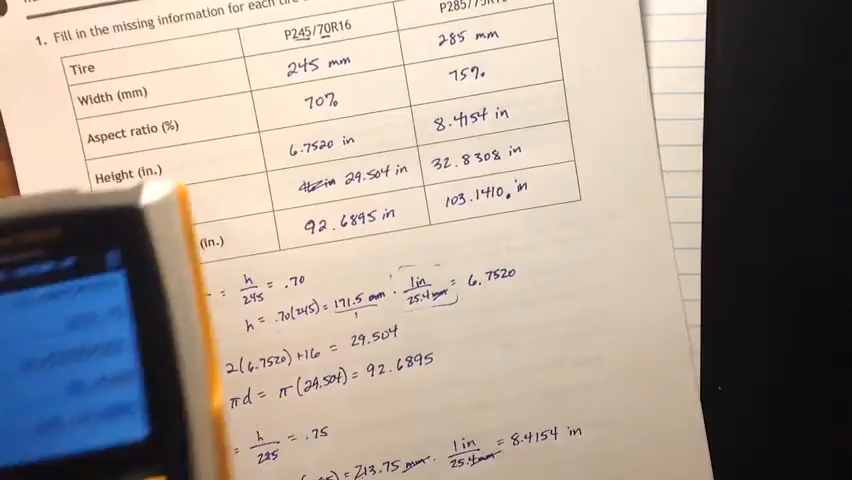 1. Fill in the missing information for each
Tire P245/70R16 P285/75R16
Width (mm) 245 mm 285 mm
Aspect ratio (%) 70% 75%
Height (in.) 6.7520 in 8.4154 in
29.504 in 32.8308 in
(in.) 92.6895 in 103.1410 in
= h/245 = .70
h = .70(245) = 171.5 mm · 1in/25.4mm = 6.7520
2(6.7520)+16 = 29.504
πd = π(29.504) = 92.6895
= h/285 = .75
= 213.75 mm · 1in/25.4mm = 8.4154 in